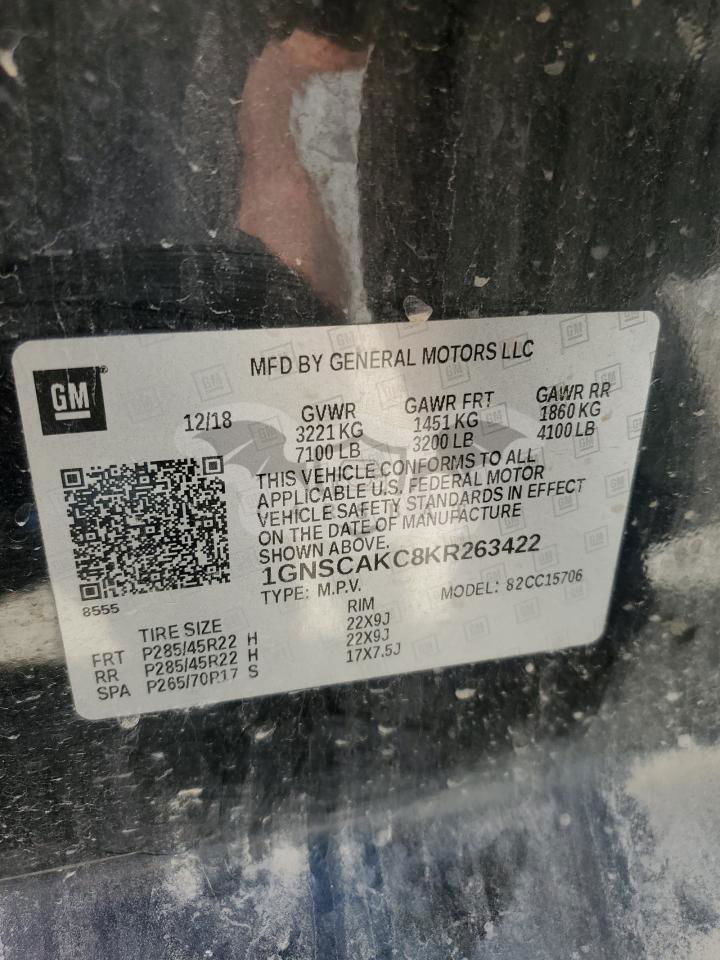 MFD BY GENERAL MOTORS LLC
GM
12/18
GVWR GAWR FRT GAWR RR
3221 KG 1451 KG 1860 KG
7100 LB 3200 LB 4100 LB
THIS VEHICLE CONFORMS TO ALL
APPLICABLE U.S. FEDERAL MOTOR
VEHICLE SAFETY STANDARDS IN EFFECT
ON THE DATE OF MANUFACTURE
SHOWN ABOVE.
1GNSCAKC8KR263422
TYPE: M.P.V. MODEL: 82CC15706
8555
TIRE SIZE RIM
FRT P285/45R22 H 22X9J
RR P285/45R22 H 22X9J
SPA P265/70R17 S 17X7.5J